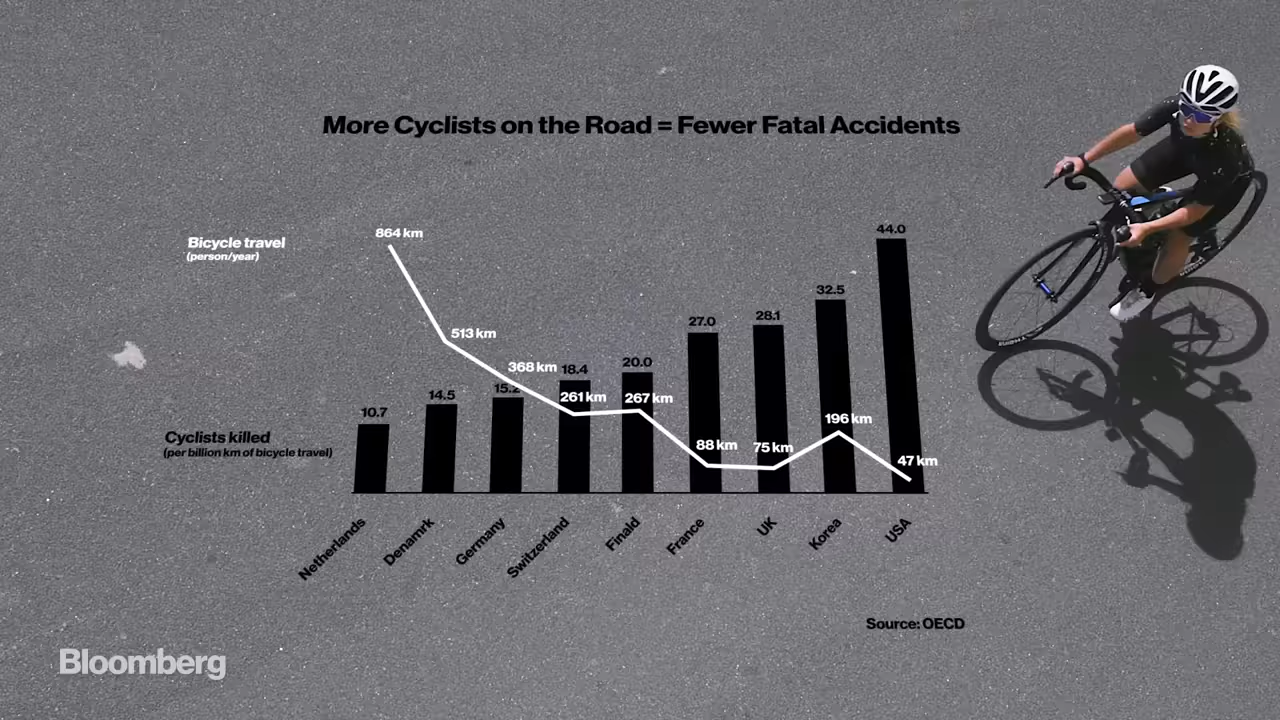 More Cyclists on the Road = Fewer Fatal Accidents
Bicycle travel
(person/year)
864 km
513 km
368 km
261 km
267 km
88 km
75 km
196 km
47 km
Cyclists killed
(per billion km of bicycle travel)
10.7
14.5
15.2
18.4
20.0
27.0
28.1
32.5
44.0
Netherlands
Denamrk
Germany
Switzerland
Finald
France
UK
Korea
USA
Source: OECD
Bloomberg